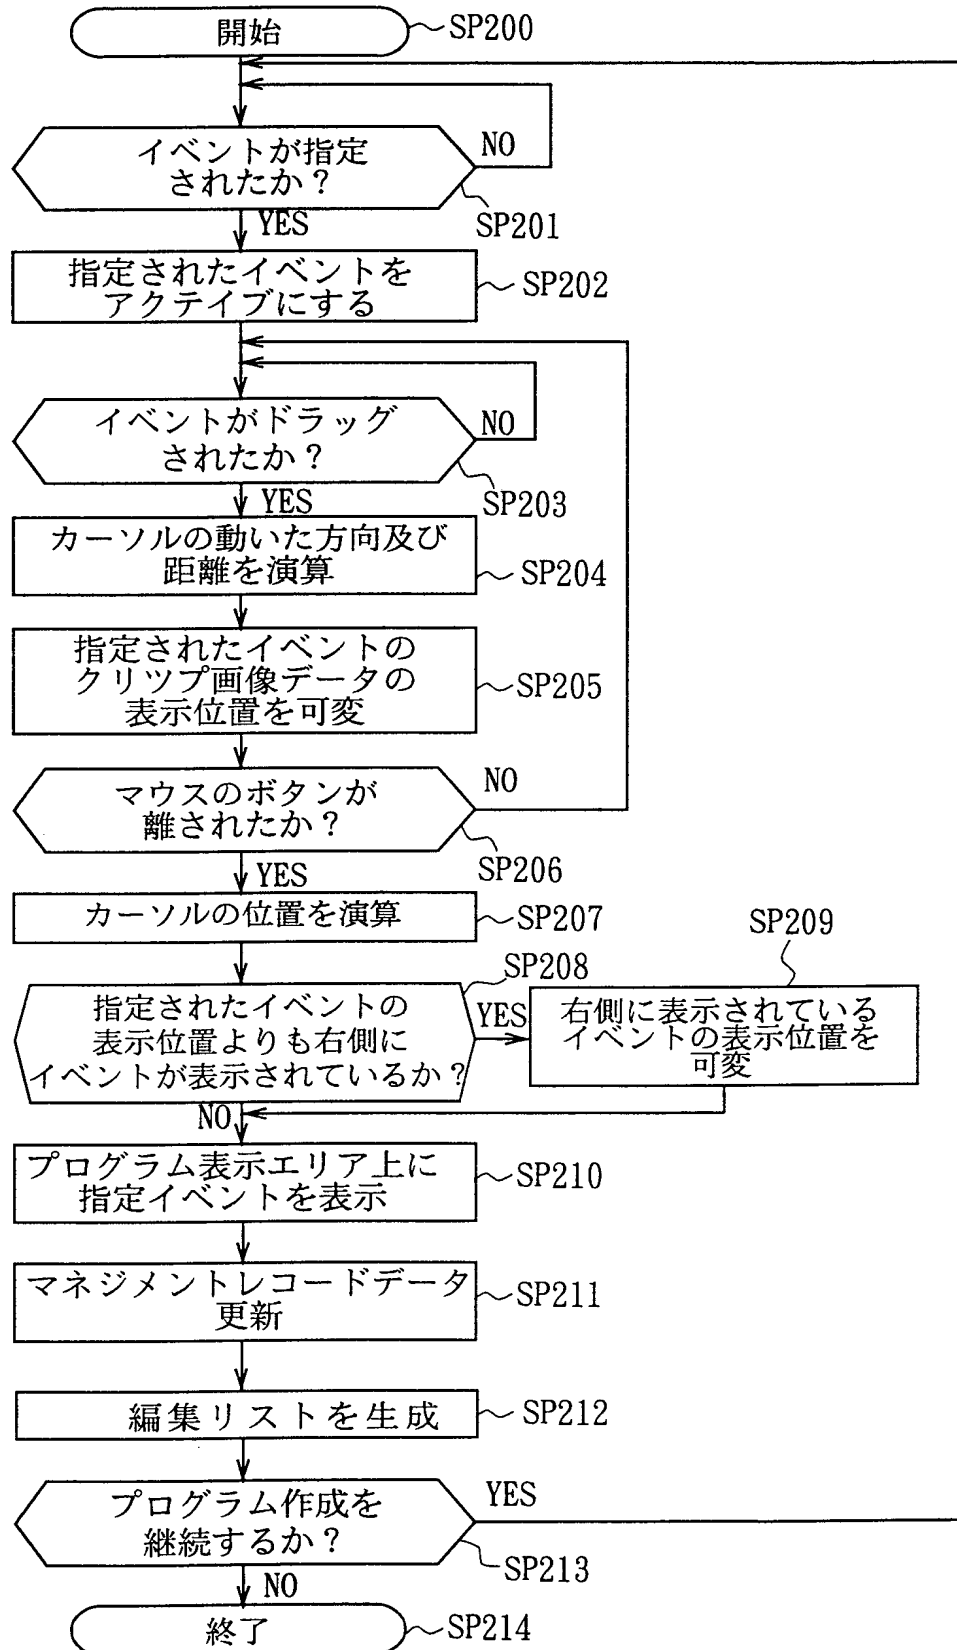 開始
SP200
イベントが指定
されたか？
NO
SP201
YES
指定されたイベントを
アクテイブにする
SP202
イベントがドラッグ
されたか？
NO
SP203
YES
カーソルの動いた方向及び
距離を演算
SP204
指定されたイベントの
クリツプ画像データの
表示位置を可変
SP205
マウスのボタンが
離されたか？
NO
SP206
YES
カーソルの位置を演算
SP207
SP208
指定されたイベントの
表示位置よりも右側に
イベントが表示されているか？
YES
SP209
右側に表示されている
イベントの表示位置を
可変
NO
プログラム表示エリア上に
指定イベントを表示
SP210
マネジメントレコードデータ
更新
SP211
編集リストを生成
SP212
プログラム作成を
継続するか？
YES
SP213
NO
終了
SP214